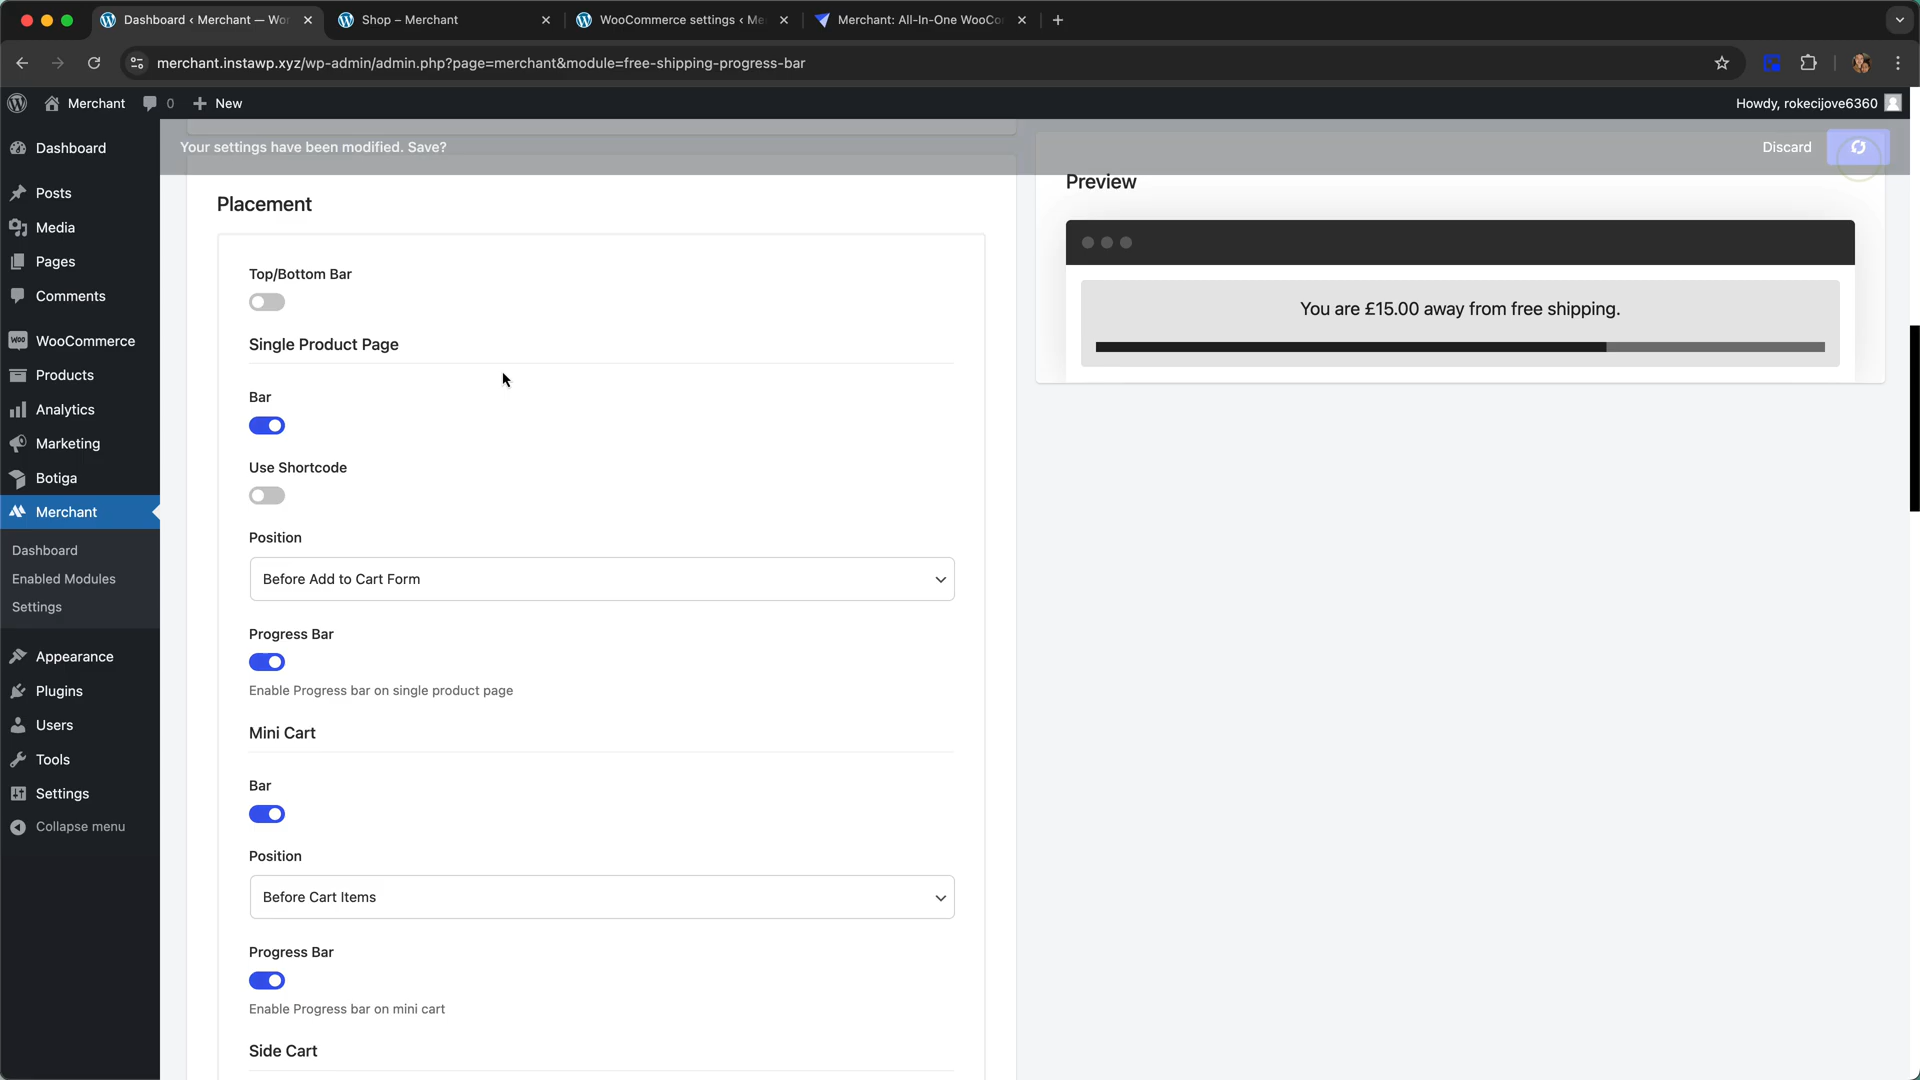 Dashboard ‹ Merchant — Wor
Shop – Merchant
WooCommerce settings ‹ Me
Merchant: All-In-One WooCo
merchant.instawp.xyz/wp-admin/admin.php?page=merchant&module=free-shipping-progress-bar
Merchant
0
New
Howdy, rokecijove6360
Your settings have been modified. Save?
Discard
Dashboard
Posts
Media
Pages
Comments
WooCommerce
Products
Analytics
Marketing
Botiga
Merchant
Dashboard
Enabled Modules
Settings
Appearance
Plugins
Users
Tools
Settings
Collapse menu
Placement
Top/Bottom Bar
Single Product Page
Bar
Use Shortcode
Position
Before Add to Cart Form
Progress Bar
Enable Progress bar on single product page
Mini Cart
Bar
Position
Before Cart Items
Progress Bar
Enable Progress bar on mini cart
Side Cart
Preview
You are £15.00 away from free shipping.